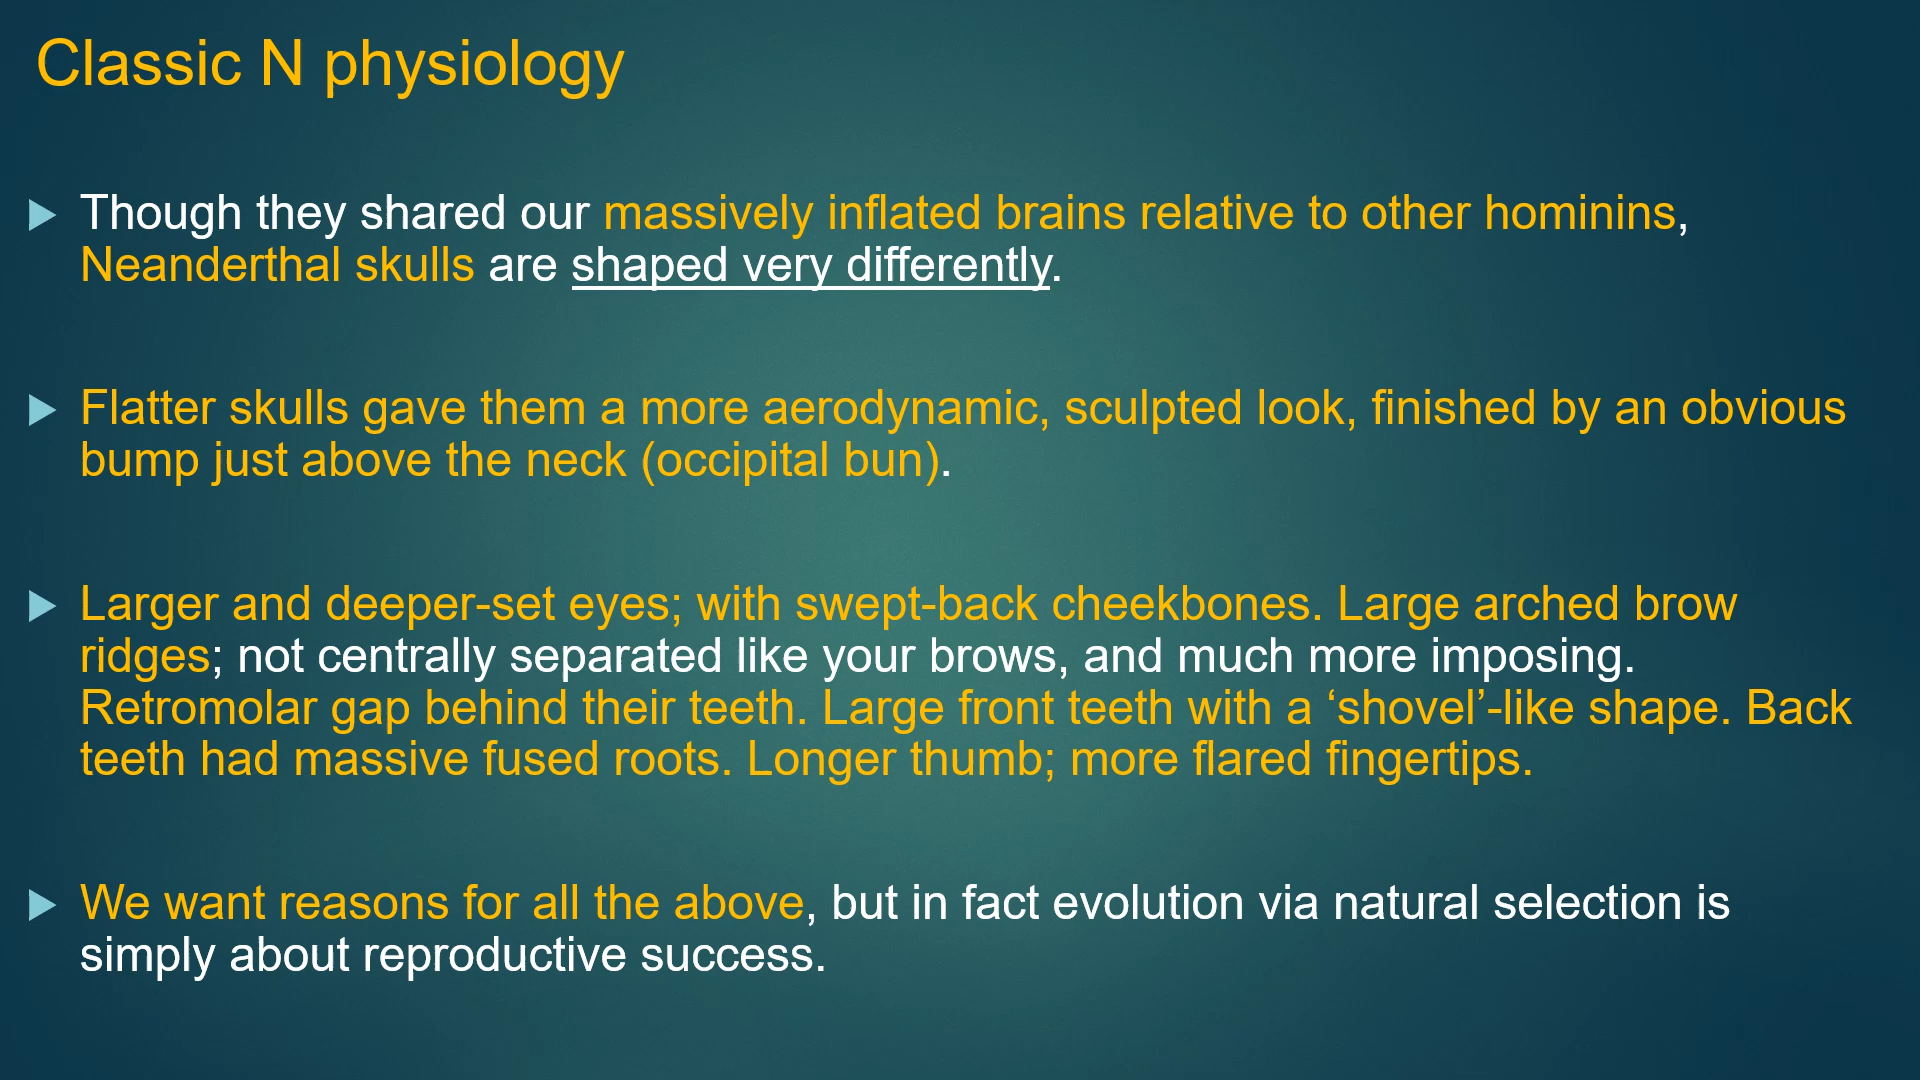 Classic N physiology
Though they shared our massively inflated brains relative to other hominins,
Neanderthal skulls are shaped very differently.
Flatter skulls gave them a more aerodynamic, sculpted look, finished by an obvious
bump just above the neck (occipital bun).
Larger and deeper-set eyes; with swept-back cheekbones. Large arched brow
ridges; not centrally separated like your brows, and much more imposing.
Retromolar gap behind their teeth. Large front teeth with a ‘shovel’-like shape. Back
teeth had massive fused roots. Longer thumb; more flared fingertips.
We want reasons for all the above, but in fact evolution via natural selection is
simply about reproductive success.